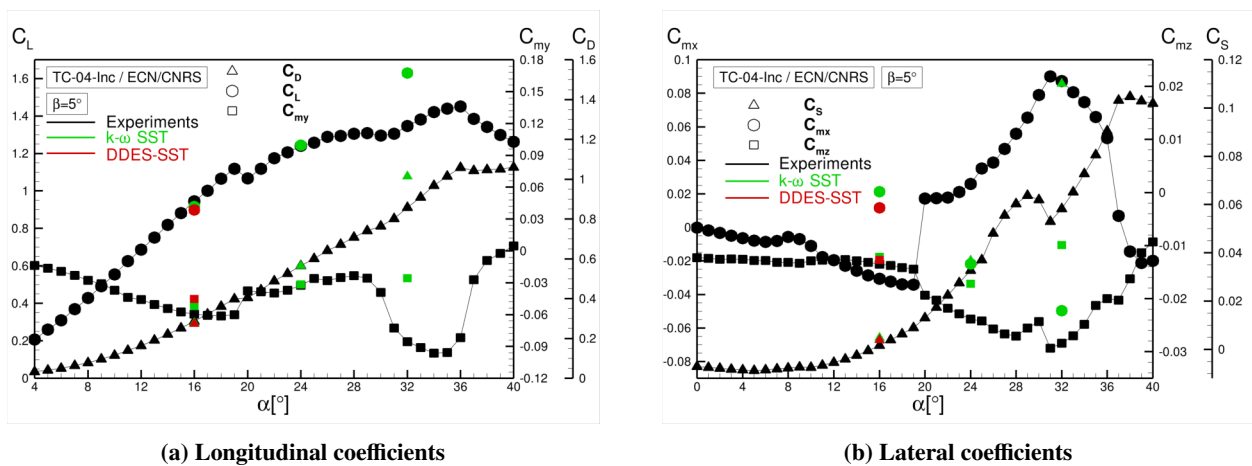 C_L C_my C_D
TC-04-Inc / ECN/CNRS
β=5°
C_D
C_L
C_my
Experiments
k-ω SST
DDES-SST
1.6
1.4
1.2
1
0.8
0.6
0.4
0.2
0
0.18
0.15
0.12
0.09
0.06
0.03
0
-0.03
-0.06
-0.09
-0.12
1.6
1.4
1.2
1
0.8
0.6
0.4
0.2
0
4 8 12 16 20 24 28 32 36 40
α[°]
(a) Longitudinal coefficients
C_mx C_mz C_S
TC-04-Inc / ECN/CNRS β=5°
C_S
C_mx
C_mz
Experiments
k-ω SST
DDES-SST
0.1
0.08
0.06
0.04
0.02
0
-0.02
-0.04
-0.06
-0.08
0.02
0.01
0
-0.01
-0.02
-0.03
0.12
0.1
0.08
0.06
0.04
0.02
0
0 4 8 12 16 20 24 28 32 36 40
α[°]
(b) Lateral coefficients